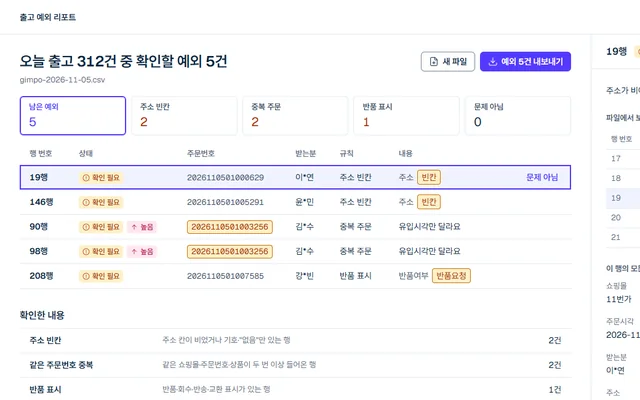 출고 예외 리포트
오늘 출고 312건 중 확인할 예외 5건
gimpo-2026-11-05.csv
새 파일
예외 5건 내보내기
남은 예외
5
주소 빈칸
2
중복 주문
2
반품 표시
1
문제 아님
0
행 번호 상태 주문번호 받는분 규칙 내용
19행 확인 필요 2026110501000629 이*연 주소 빈칸 주소 빈칸 문제 아님
146행 확인 필요 2026110501005291 윤*민 주소 빈칸 주소 빈칸
90행 확인 필요 높음 2026110501003256 김*수 중복 주문 유입시각만 달라요
98행 확인 필요 높음 2026110501003256 김*수 중복 주문 유입시각만 달라요
208행 확인 필요 2026110501007585 강*빈 반품 표시 반품여부 반품요청
확인한 내용
주소 빈칸 주소 칸이 비었거나 기호·"없음"만 있는 행 2건
같은 주문번호 중복 같은 쇼핑몰·주문번호·상품이 두 번 이상 들어온 행 2건
반품 표시 반품·회수·반송·교환 표시가 있는 행 1건
19행
주소가 비어
파일에서 보
행 번호
17
18
19
20
21
이 행의 모든
쇼핑몰
11번가
주문시각
2026-11
받는분
이*연
주소